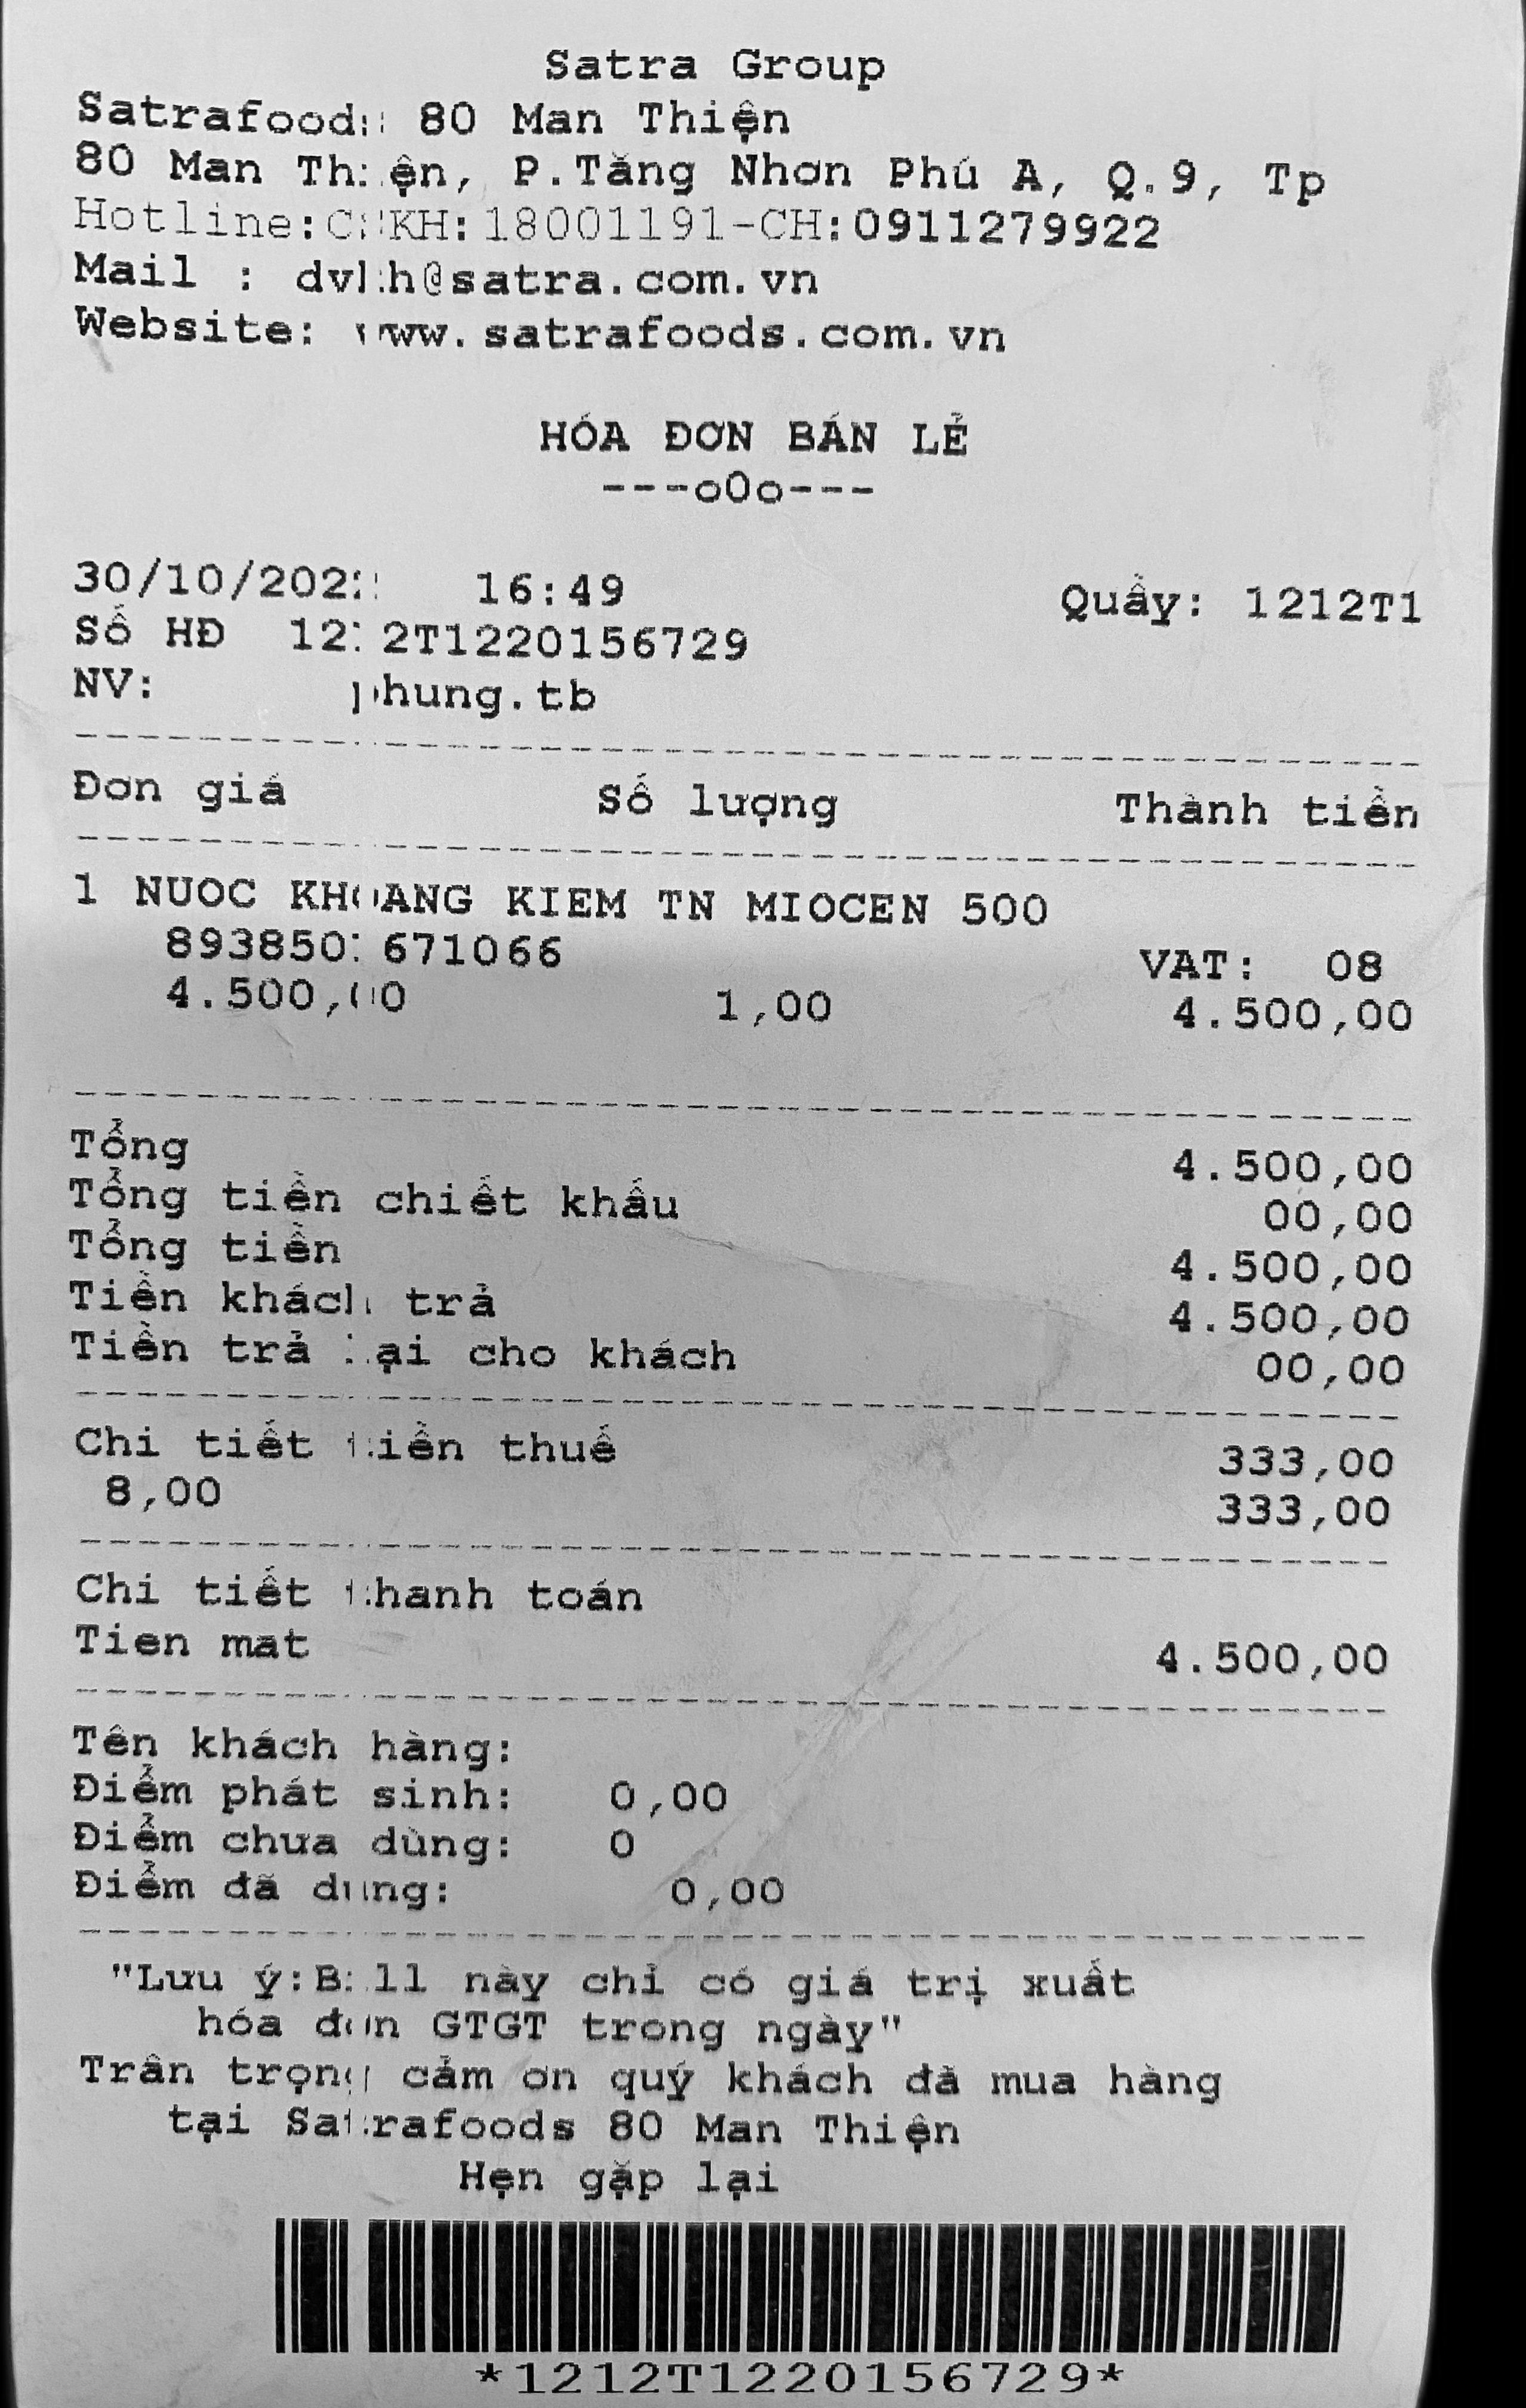 Satra Group
Satrafoods 80 Man Thiện
80 Man Thiện, P.Tăng Nhơn Phú A, Q.9, Tp
Hotline:CSKH:18001191-CH:0911279922
Mail : dvkh@satra.com.vn
Website: www.satrafoods.com.vn
HÓA ĐƠN BÁN LẺ
---oOo---
30/10/2022 16:49 Quầy: 1212T1
Số HĐ 1212T1220156729
NV: phung.tb
Đơn giá Số lượng Thành tiền
1 NUOC KHOANG KIEM TN MIOCEN 500
VAT: 08
4.500,00 1,00 4.500,00
Tổng 4.500,00
Tổng tiền chiết khấu 00,00
Tổng tiền 4.500,00
Tiền khách trả 4.500,00
Tiền trả lại cho khách 00,00
Chi tiết tiền thuế 333,00
8,00 333,00
Chi tiết thanh toán
Tien mat 4.500,00
Tên khách hàng:
Điểm phát sinh: 0,00
Điểm chưa dùng: 0
Điểm đã dùng: 0,00
"Lưu ý:Bill này chỉ có giá trị xuất
hóa đơn GTGT trong ngày"
Trân trọng cảm ơn quý khách đã mua hàng
tại Satrafoods 80 Man Thiện
Hẹn gặp lại
*1212T1220156729*